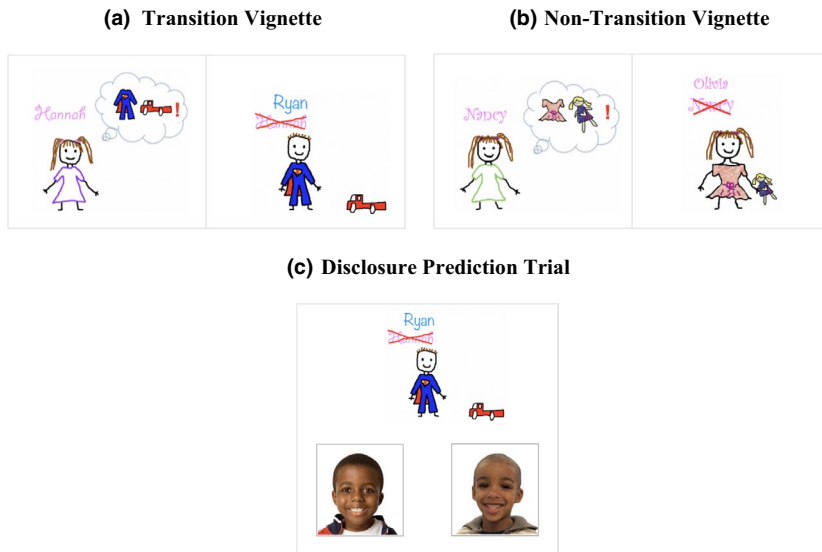 (a) Transition Vignette
(b) Non-Transition Vignette
Hannah
!
Ryan
Hannah
Nancy
!
Olivia
Nancy
(c) Disclosure Prediction Trial
Ryan
Hannah